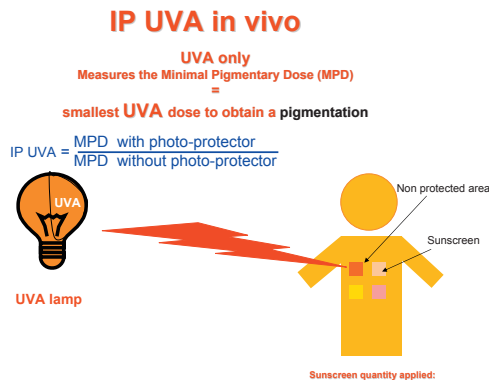 IP UVA in vivo
UVA only
Measures the Minimal Pigmentary Dose (MPD)
=
smallest UVA dose to obtain a pigmentation
IP UVA = MPD with photo-protector
MPD without photo-protector
UVA
Non protected area
Sunscreen
UVA lamp
Sunscreen quantity applied: